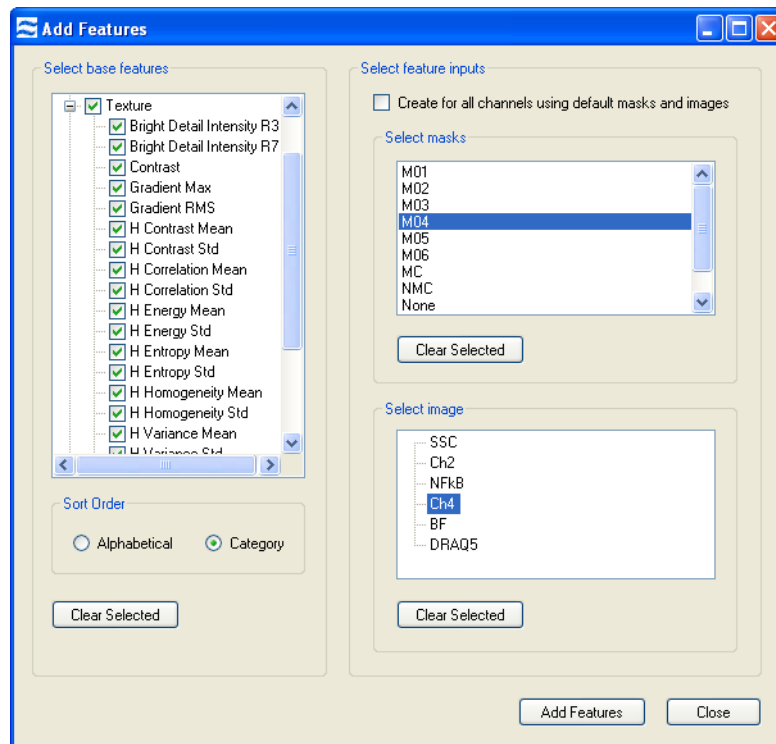 Add Features
Select base features
Texture
Bright Detail Intensity R3
Bright Detail Intensity R7
Contrast
Gradient Max
Gradient RMS
H Contrast Mean
H Contrast Std
H Correlation Mean
H Correlation Std
H Energy Mean
H Energy Std
H Entropy Mean
H Entropy Std
H Homogeneity Mean
H Homogeneity Std
H Variance Mean
H Variance Std
Sort Order
Alphabetical
Category
Clear Selected
Select feature inputs
Create for all channels using default masks and images
Select masks
M01
M02
M03
M04
M05
M06
MC
NMC
None
Clear Selected
Select image
SSC
Ch2
NFkB
Ch4
BF
DRAQ5
Clear Selected
Add Features
Close